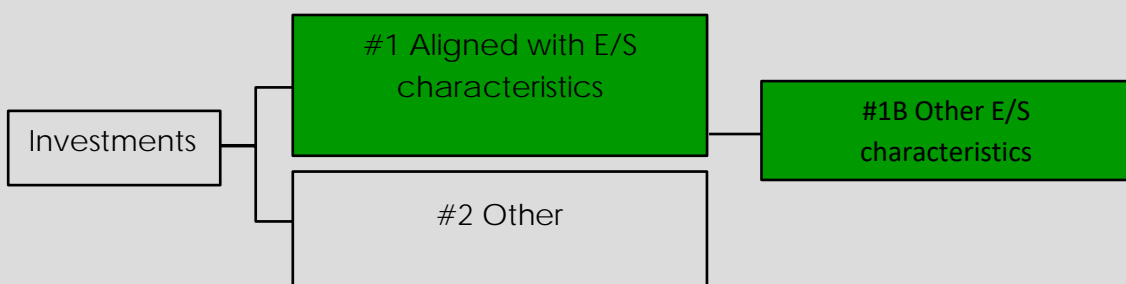 Investments
#1 Aligned with E/S
characteristics
#2 Other
#1B Other E/S
characteristics